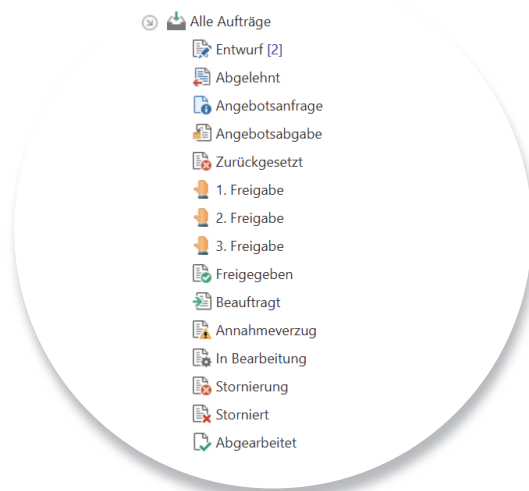 Alle Aufträge
Entwurf [2]
Abgelehnt
Angebotsanfrage
Angebotsabgabe
Zurückgesetzt
1. Freigabe
2. Freigabe
3. Freigabe
Freigegeben
Beauftragt
Annahmeverzug
In Bearbeitung
Stornierung
Storniert
Abgearbeitet